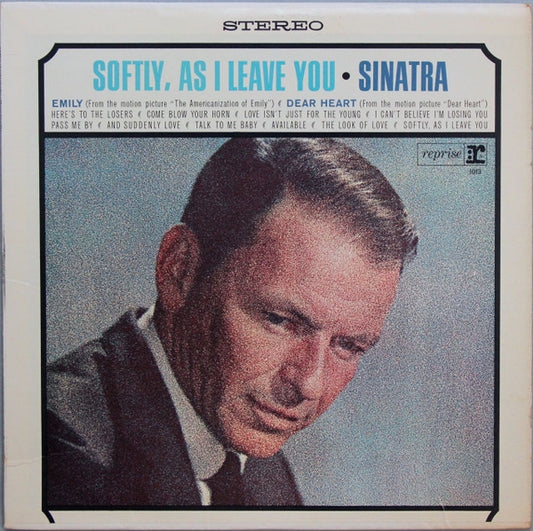 STEREO
SOFTLY, AS I LEAVE YOU • SINATRA
EMILY (From the motion picture "The Americanization of Emily") ‹ DEAR HEART (From the motion picture "Dear Heart")
HERE'S TO THE LOSERS ‹ COME BLOW YOUR HORN ‹ LOVE ISN'T JUST FOR THE YOUNG ‹ I CAN'T BELIEVE I'M LOSING YOU
PASS ME BY ‹ AND SUDDENLY LOVE ‹ TALK TO ME BABY ‹ AVAILABLE ‹ THE LOOK OF LOVE ‹ SOFTLY, AS I LEAVE YOU
reprise r:
1013